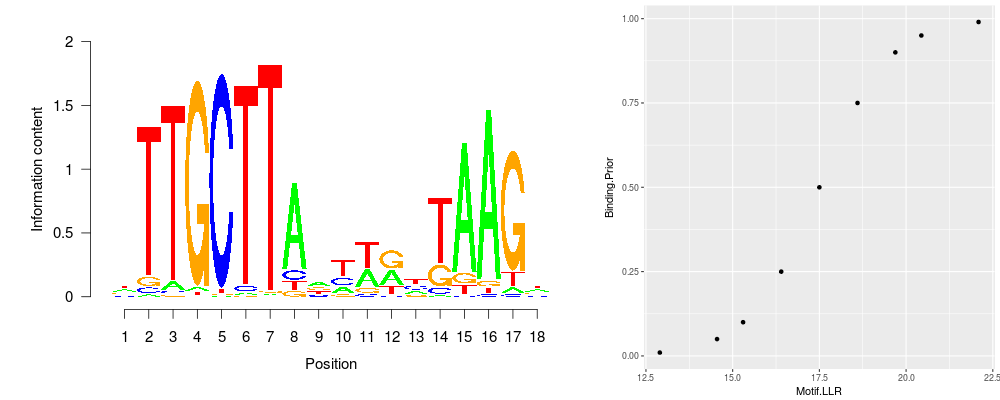 2
1.5
1
0.5
0
Information content
1 2 3 4 5 6 7 8 9 10 11 12 13 14 15 16 17 18
Position
T T G C T T A T T G T A A G
1.00
0.75
0.50
0.25
0.00
Binding.Prior
12.5 15.0 17.5 20.0 22.5
Motif.LLR